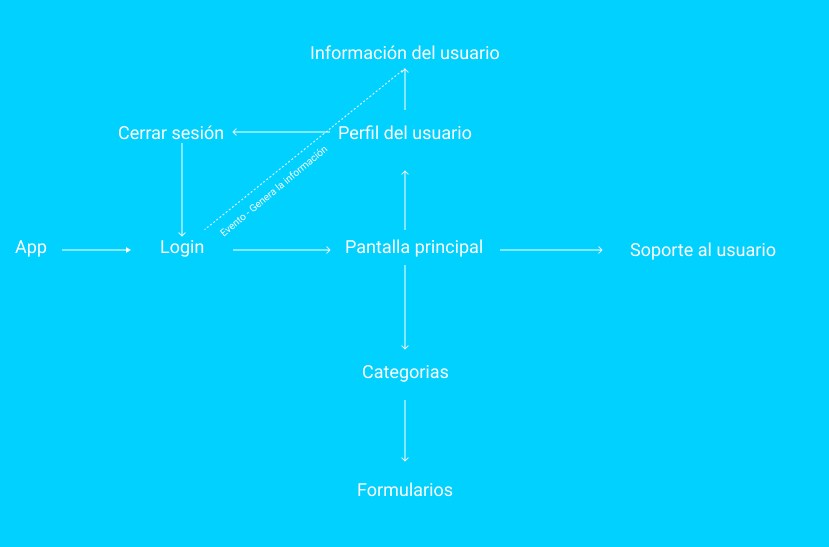 Información del usuario
Cerrar sesión
Perfil del usuario
Evento - Genera la información
App
Login
Pantalla principal
Soporte al usuario
Categorias
Formularios